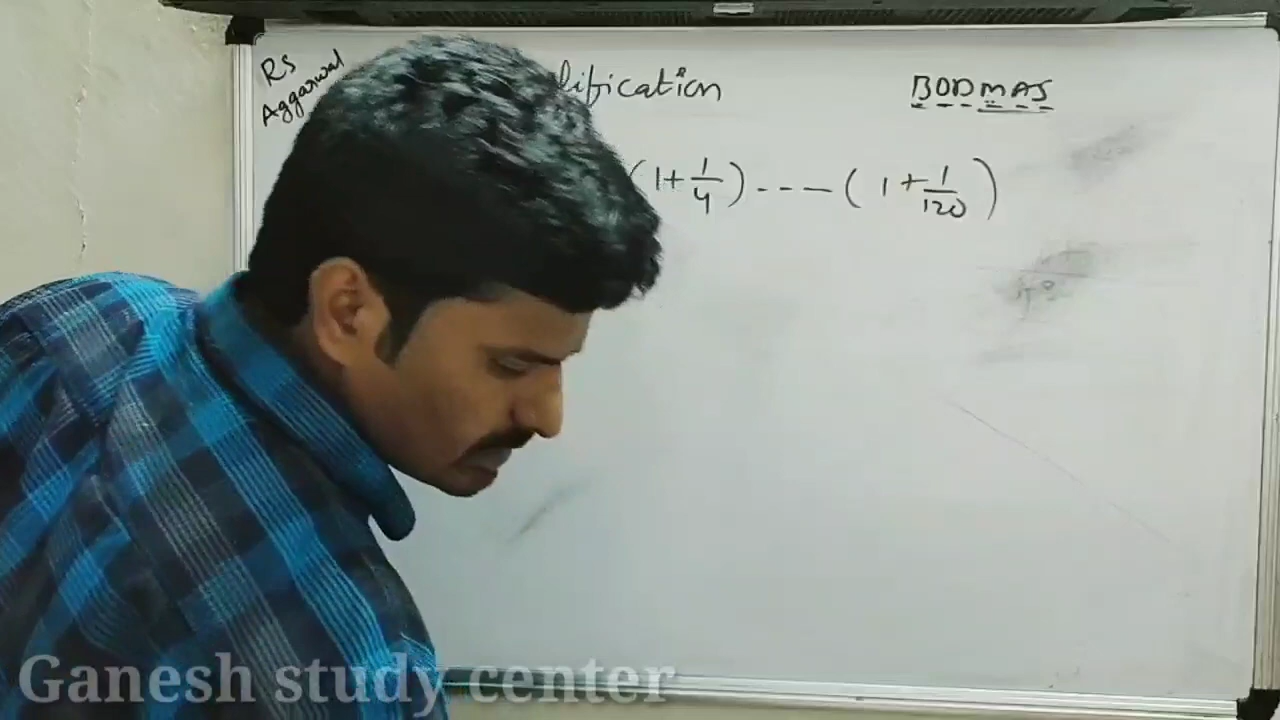 RS
Aggarwal
lification BODMAS
(1+1/4)----(1+1/120)
Ganesh study center